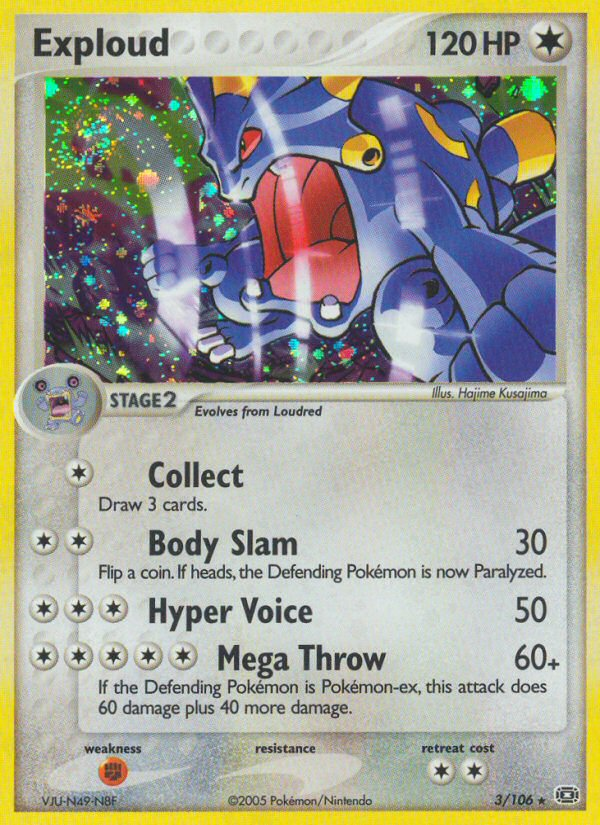 Exploud 120 HP
Illus. Hajime Kusajima
STAGE2
Evolves from Loudred
Collect
Draw 3 cards.
Body Slam 30
Flip a coin. If heads, the Defending Pokémon is now Paralyzed.
Hyper Voice 50
Mega Throw 60+
If the Defending Pokémon is Pokémon-ex, this attack does
60 damage plus 40 more damage.
weakness resistance retreat cost
VJU-N49-N8F ©2005 Pokémon/Nintendo 3/106 ★